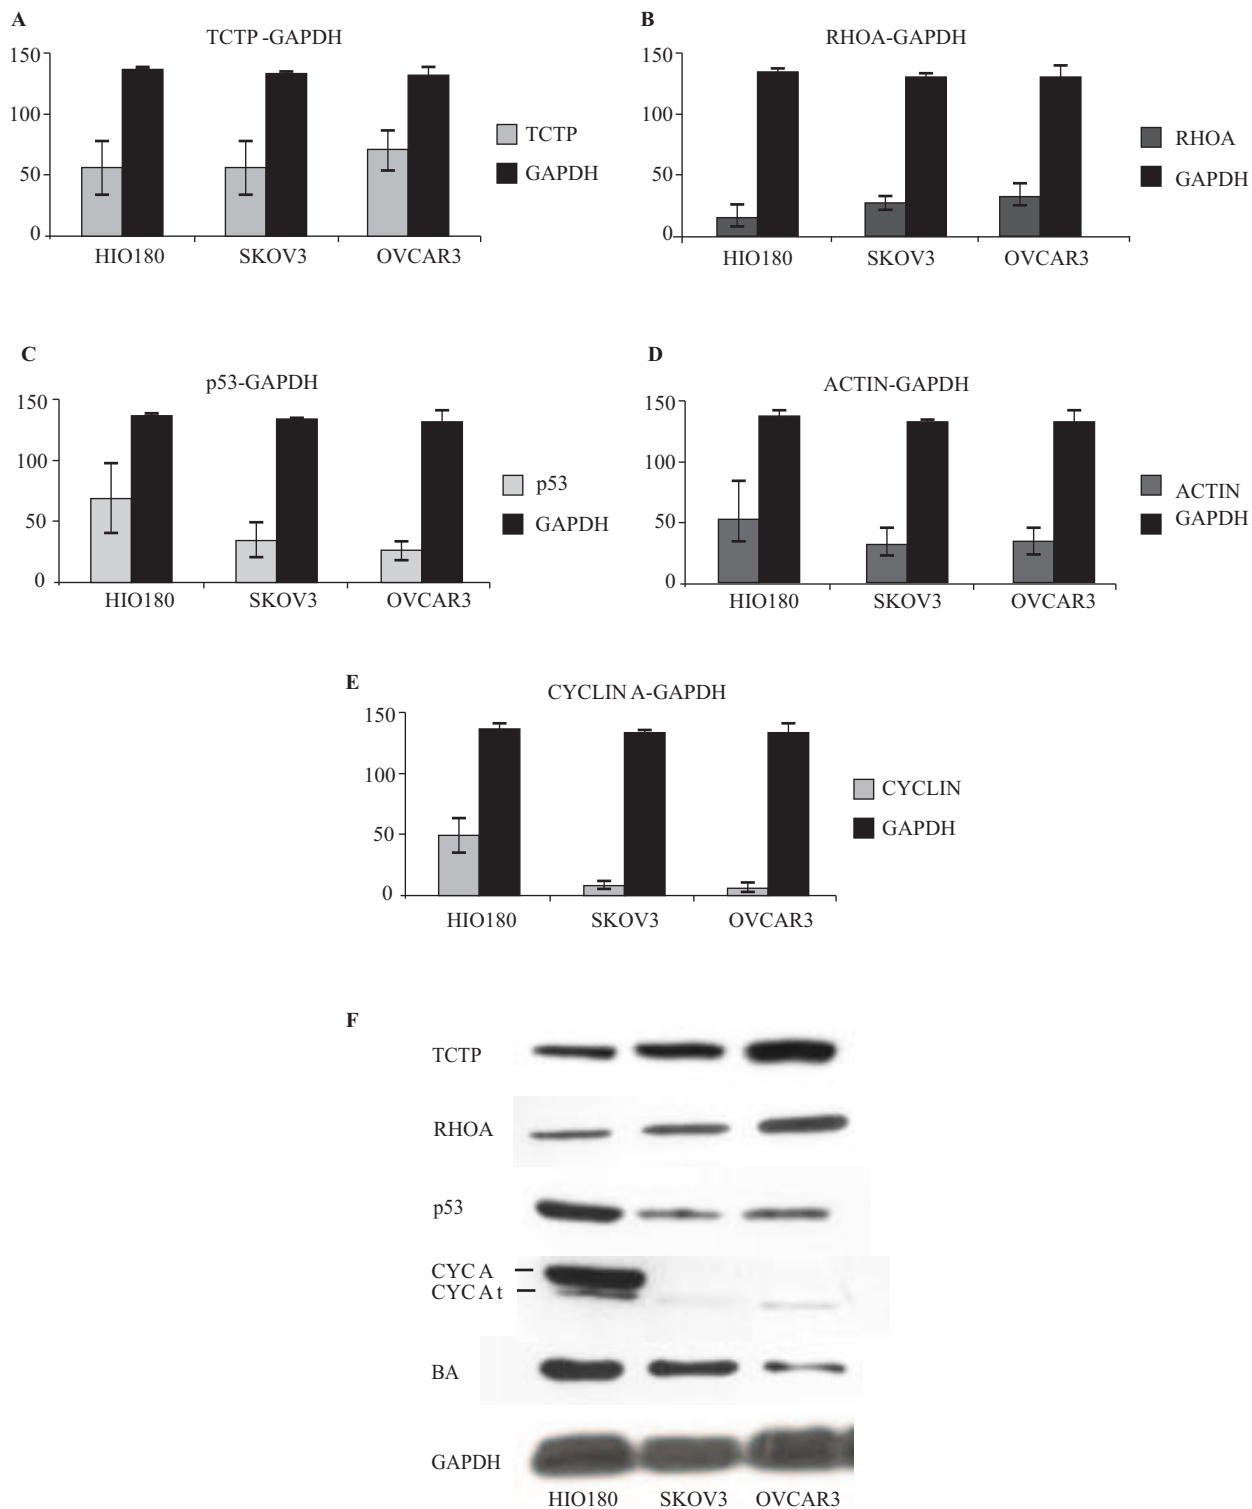 A
TCTP -GAPDH
150
100
50
0
HIO180 SKOV3 OVCAR3
TCTP
GAPDH
B
RHOA-GAPDH
150
100
50
0
HIO180 SKOV3 OVCAR3
RHOA
GAPDH
C
p53-GAPDH
150
100
50
0
HIO180 SKOV3 OVCAR3
p53
GAPDH
D
ACTIN-GAPDH
150
100
50
0
HIO180 SKOV3 OVCAR3
ACTIN
GAPDH
E
CYCLIN A-GAPDH
150
100
50
0
HIO180 SKOV3 OVCAR3
CYCLIN
GAPDH
F
TCTP
RHOA
p53
CYC A
CYC A t
BA
GAPDH
HIO180 SKOV3 OVCAR3